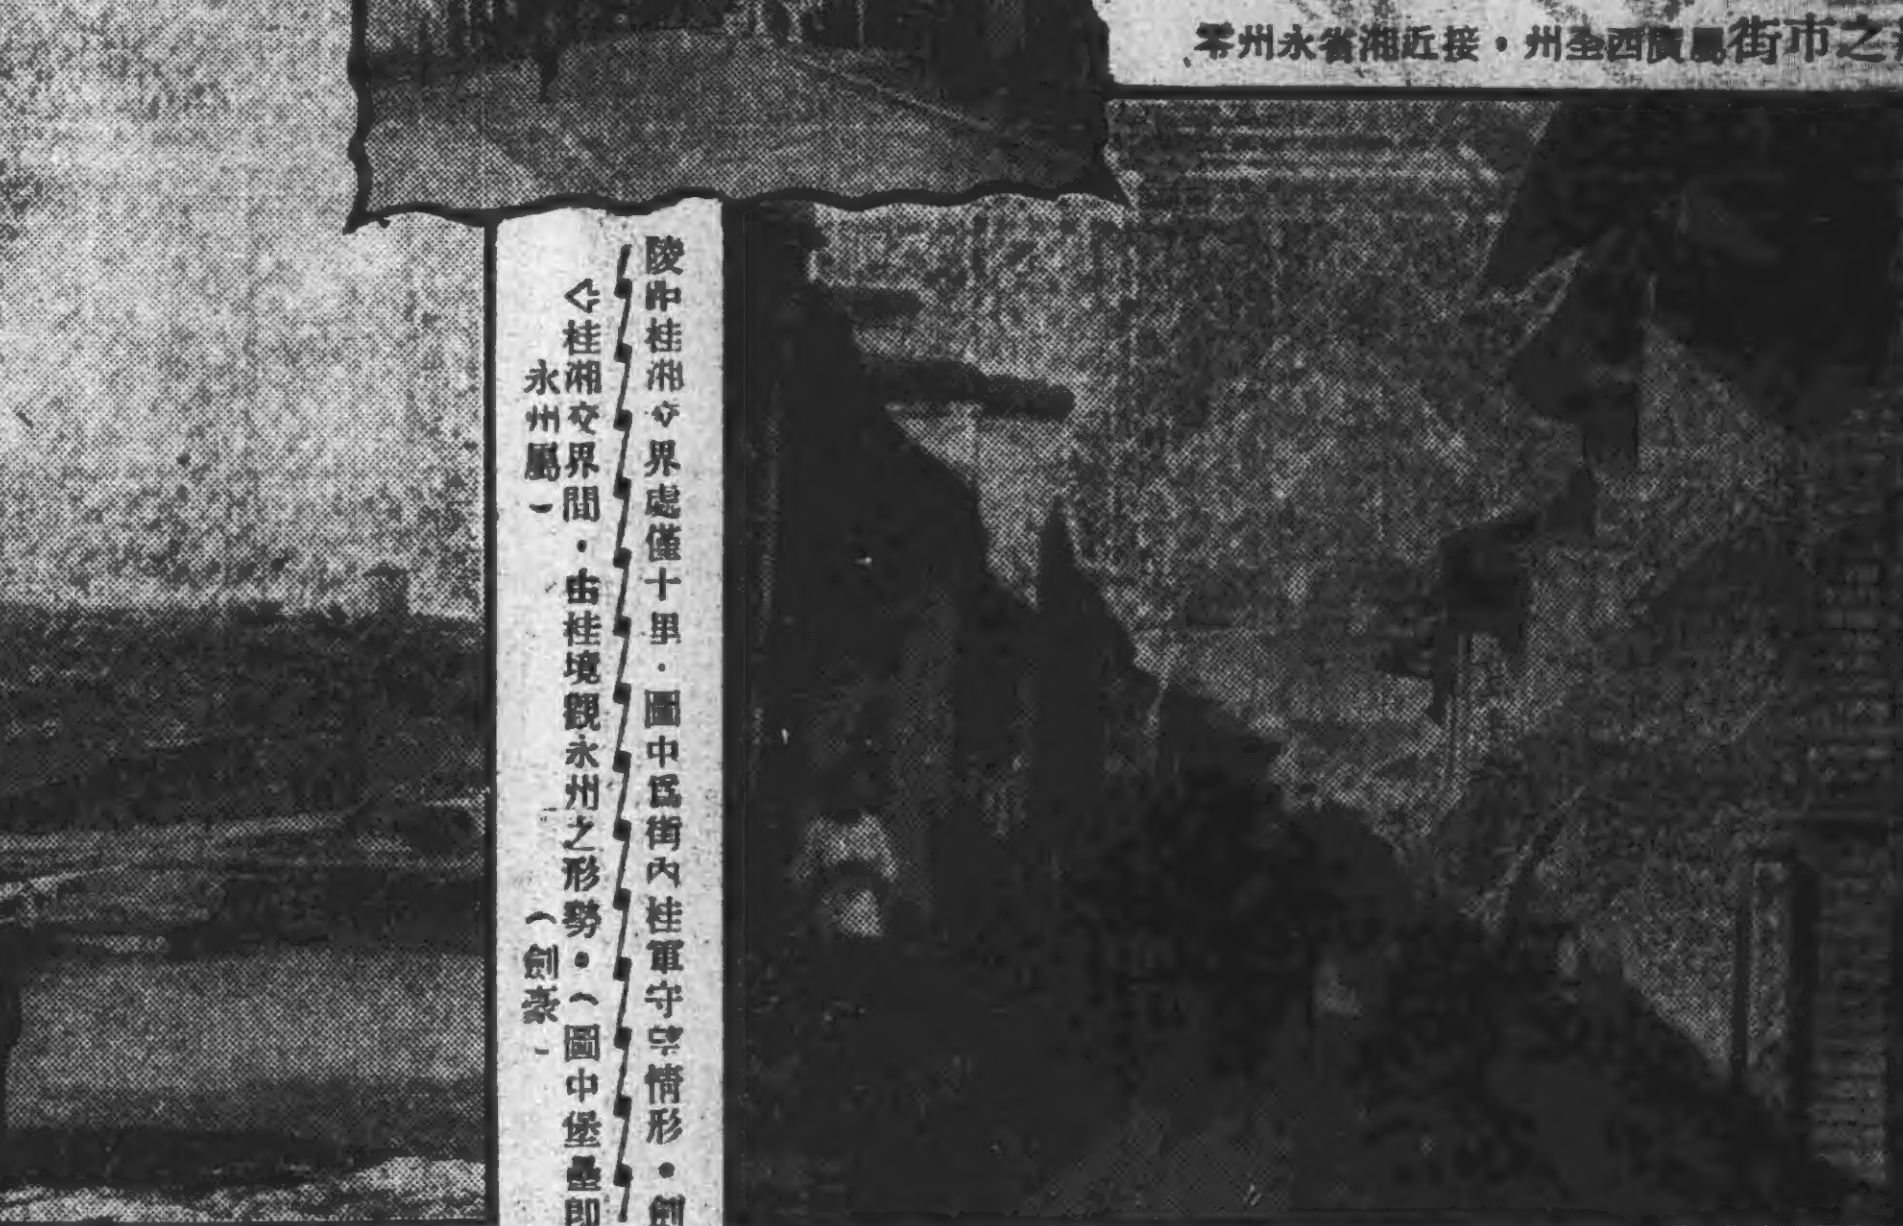 之市街屬廣西全州・接近湘省永州零
陵即桂湘交界處僅十里・圖中爲街內桂軍守望情形・劍
桂湘交界間・由桂境觀永州之形勢・(圖中堡壘即
永州屬) (劍豪)